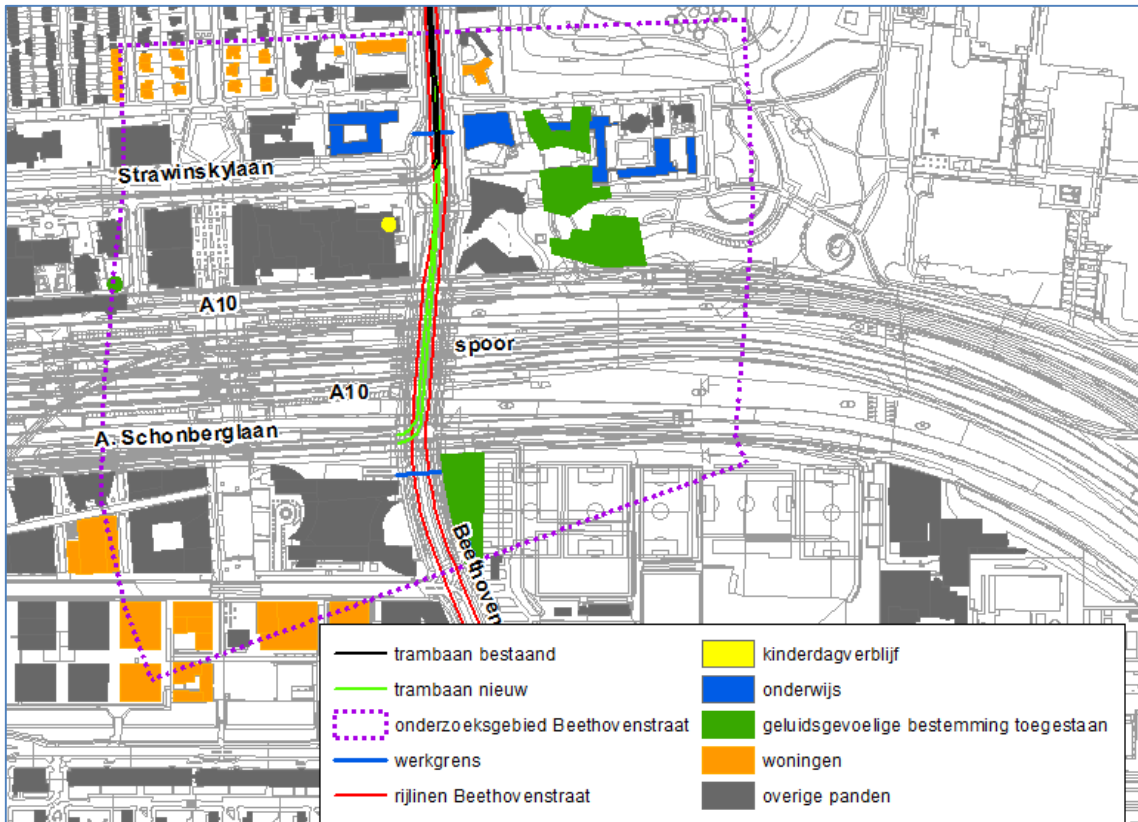 Strawinskylaan
A10
spoor
A10
A. Schonberglaan
Beethoven
trambaan bestaand
trambaan nieuw
onderzoeksgebied Beethovenstraat
werkgrens
rijlinen Beethovenstraat
kinderdagverblijf
onderwijs
geluidsgevoelige bestemming toegestaan
woningen
overige panden